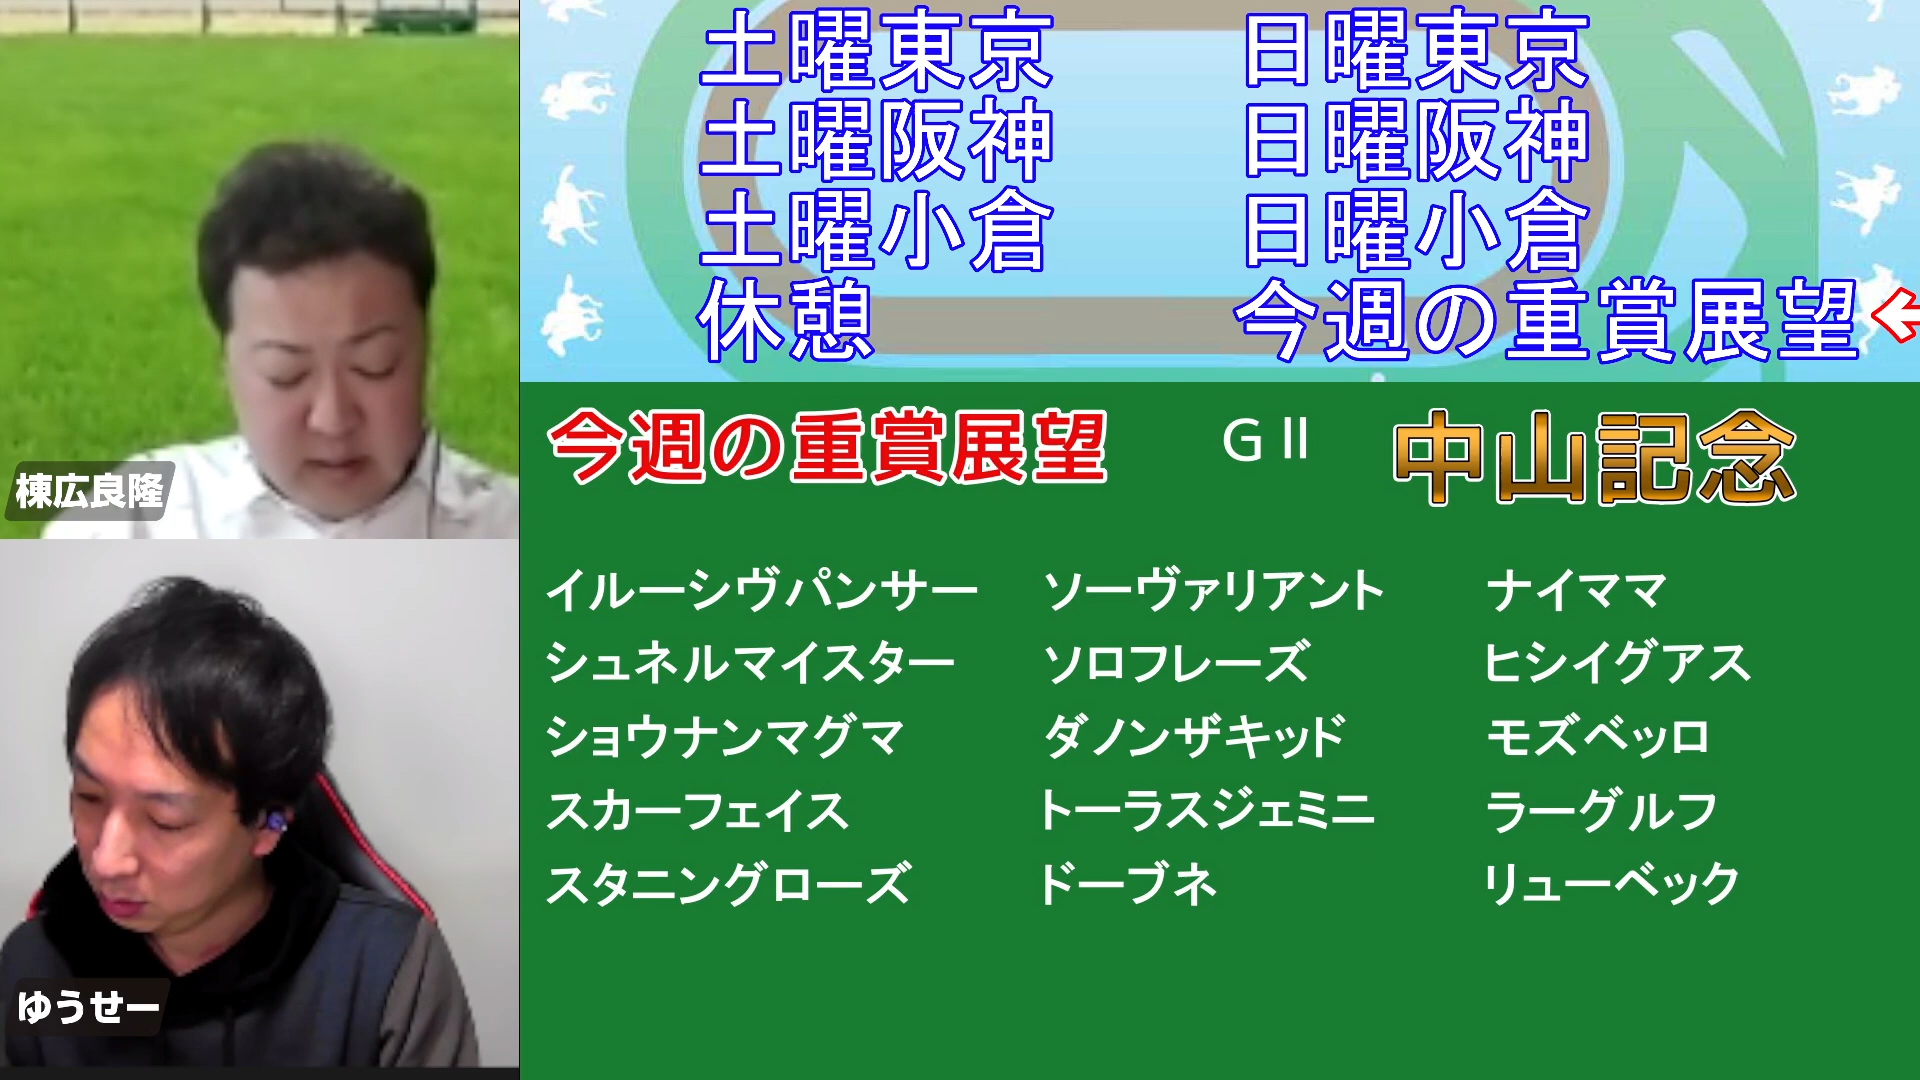 土曜東京
土曜阪神
土曜小倉
休憩
日曜東京
日曜阪神
日曜小倉
今週の重賞展望
棟広良隆
ゆうせー
今週の重賞展望 GⅡ 中山記念
イルーシヴパンサー
シュネルマイスター
ショウナンマグマ
スカーフェイス
スタニングローズ
ソーヴァリアント
ソロフレーズ
ダノンザキッド
トーラスジェミニ
ドーブネ
ナイママ
ヒシイグアス
モズベッロ
ラーグルフ
リューベック